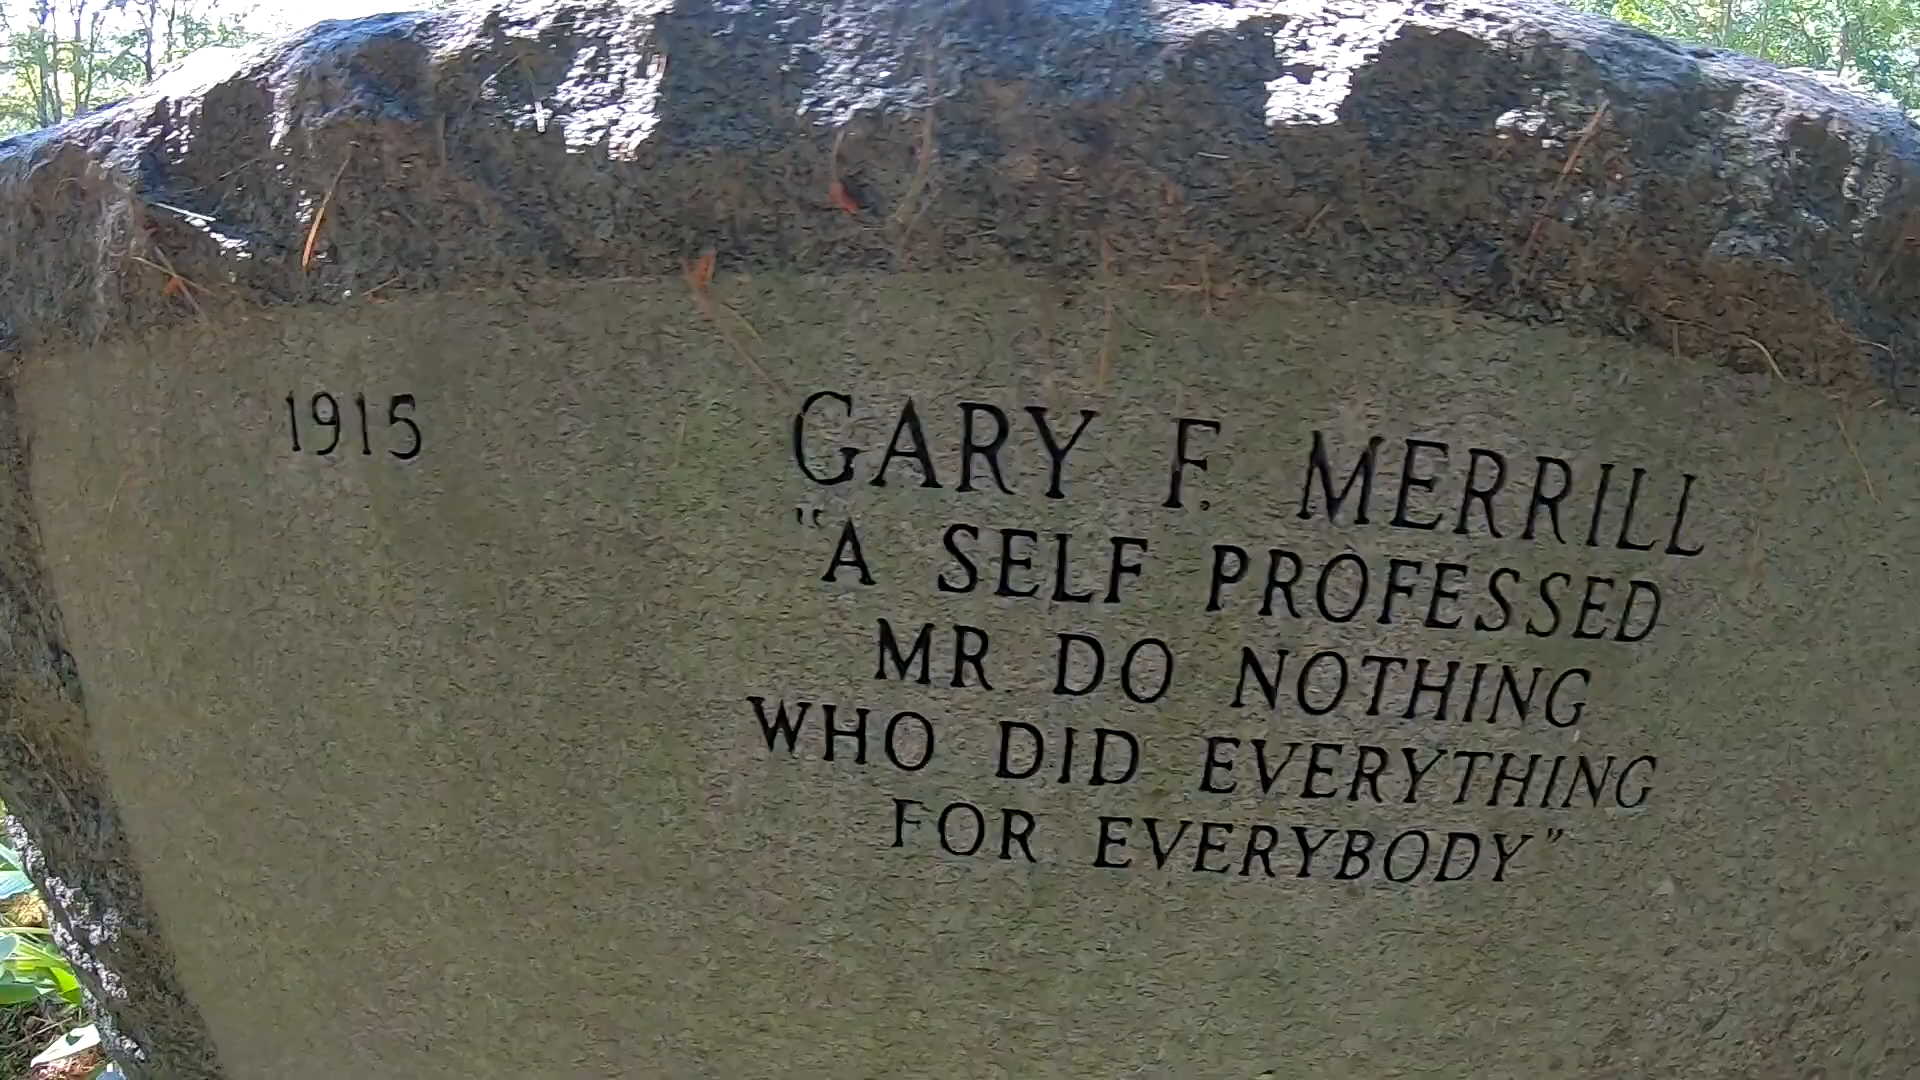 1915 GARY F. MERRILL
"A SELF PROFESSED
MR DO NOTHING
WHO DID EVERYTHING
FOR EVERYBODY"